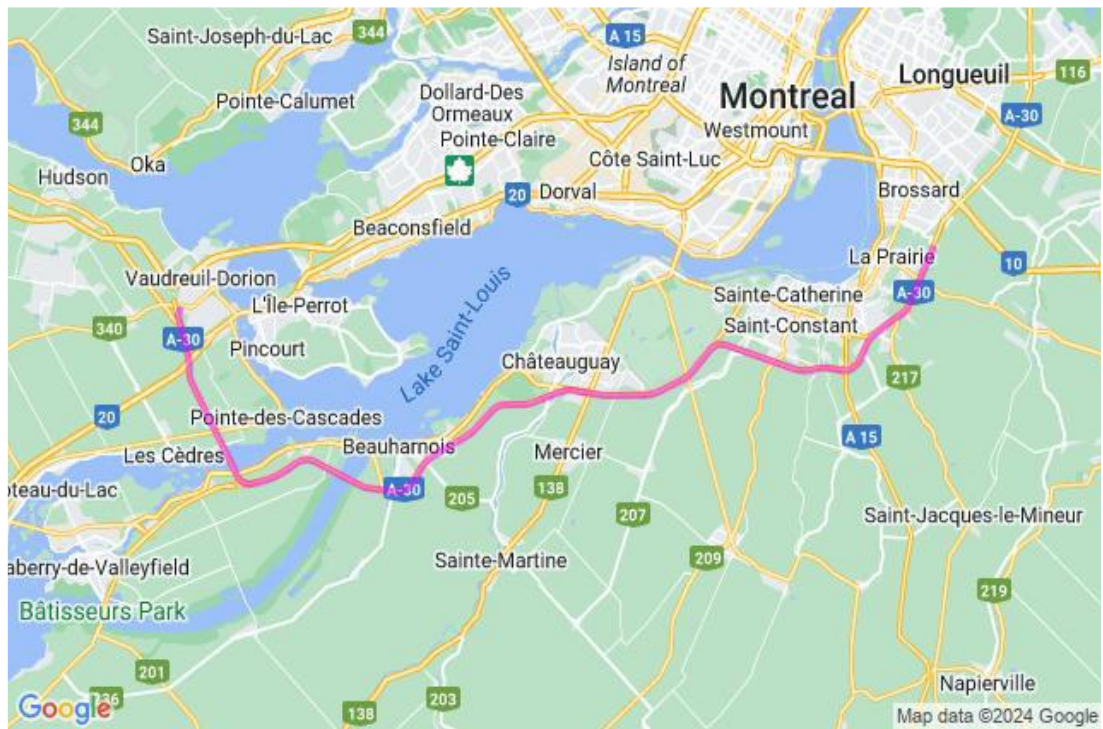 Saint-Joseph-du-Lac
344
A 15
Island of
Montreal
Longueuil
116
Pointe-Calumet
Dollard-Des
Ormeaux
Montreal
A-30
344
Pointe-Claire
Westmount
Oka
Côte Saint-Luc
Hudson
20
Dorval
Brossard
Beaconsfield
La Prairie
10
Vaudreuil-Dorion
L'Île-Perrot
Lake Saint-Louis
Sainte-Catherine
A-30
340
A-30
Saint-Constant
Pincourt
Châteauguay
217
20
Pointe-des-Cascades
Beauharnois
A 15
Les Cèdres
Mercier
oteau-du-Lac
A-30
205
138
207
Saint-Jacques-le-Mineur
Sainte-Martine
209
aberry-de-Valleyfield
219
Bâtisseurs Park
201
Napierville
236
203
138
Google
Map data ©2024 Google